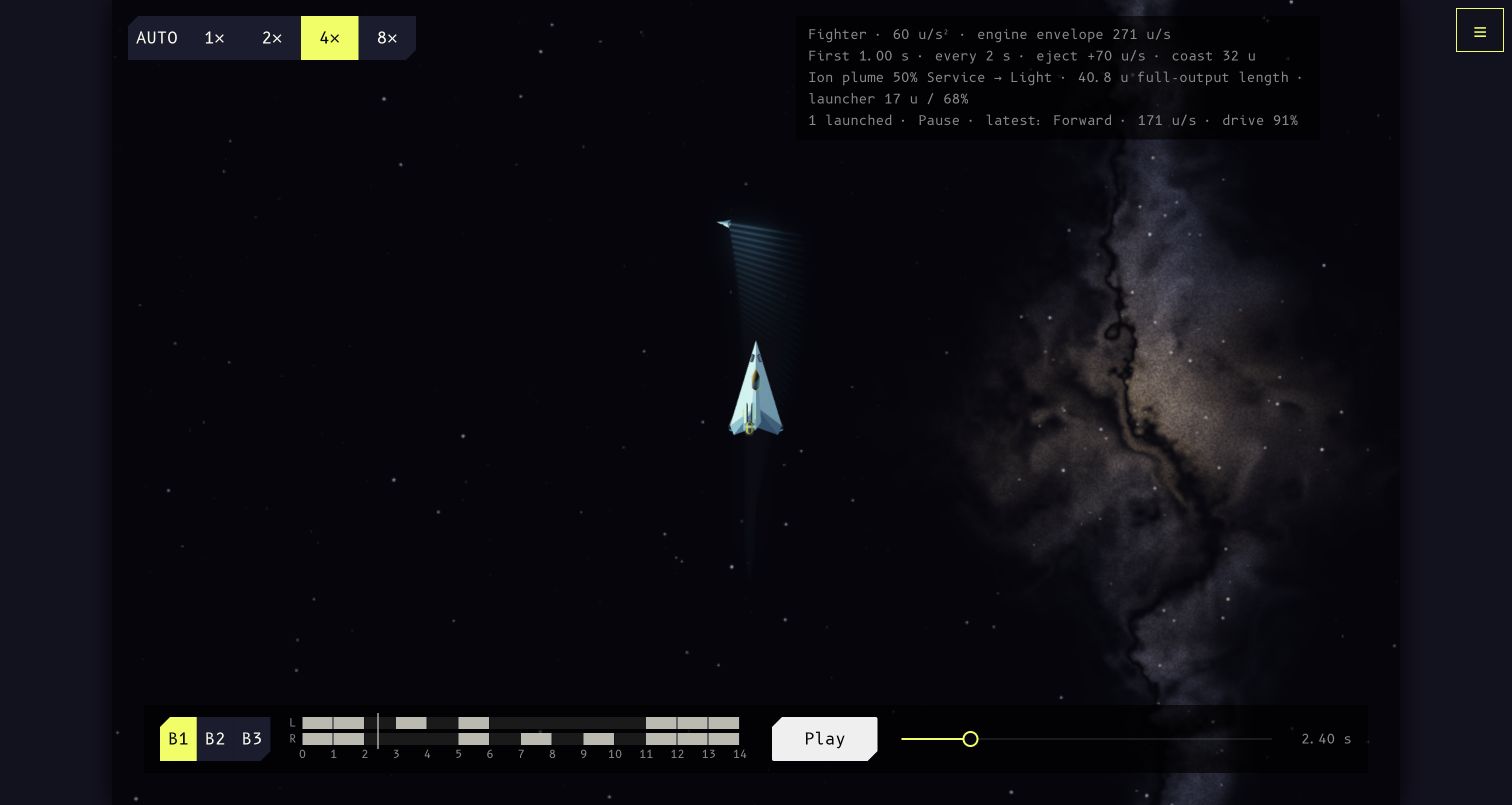 AUTO 1× 2× 4× 8×
Fighter · 60 u/s² · engine envelope 271 u/s
First 1.00 s · every 2 s · eject +70 u/s · coast 32 u
Ion plume 50% Service → Light · 40.8 u full-output length ·
launcher 17 u / 68%
1 launched · Pause · latest: Forward · 171 u/s · drive 91%
B1 B2 B3
L
R
0 1 2 3 4 5 6 7 8 9 10 11 12 13 14
Play
2.40 s